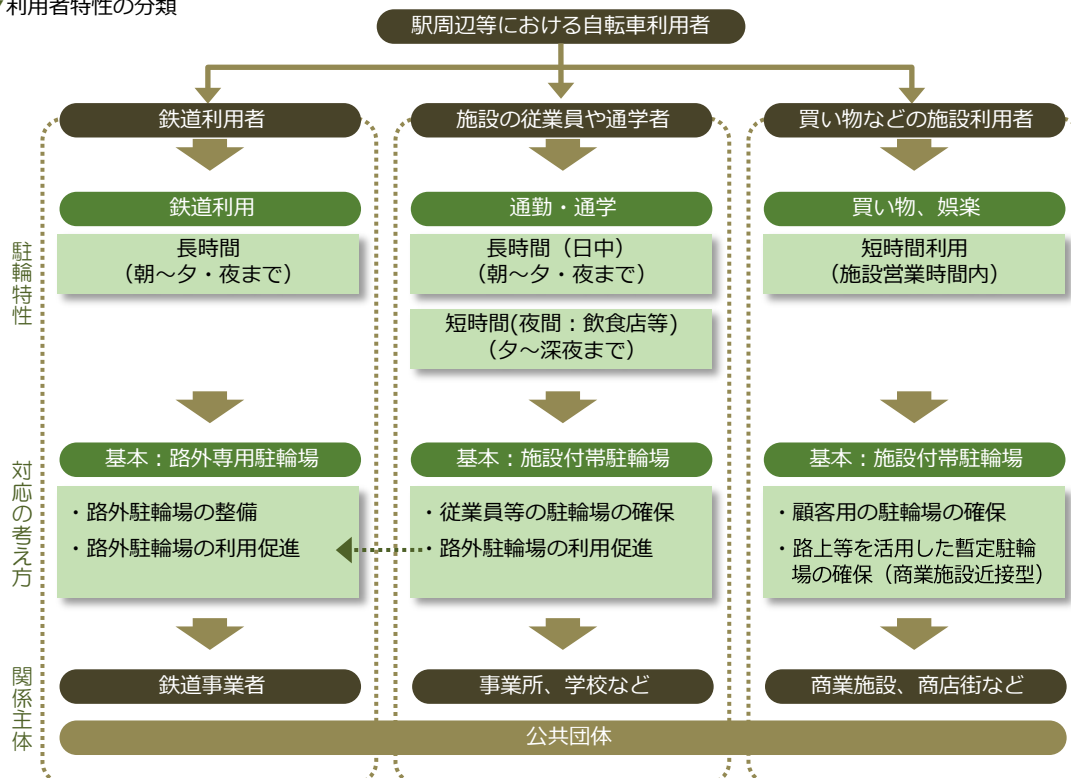 利用者特性の分類
駅周辺等における自転車利用者
鉄道利用者
施設の従業員や通学者
買い物などの施設利用者
駐輪特性
鉄道利用
長時間
（朝～夕・夜まで）
通勤・通学
長時間（日中）
（朝～夕・夜まで）
短時間(夜間：飲食店等)
（夕～深夜まで）
買い物、娯楽
短時間利用
（施設営業時間内）
対応の考え方
基本：路外専用駐輪場
・路外駐輪場の整備
・路外駐輪場の利用促進
基本：施設付帯駐輪場
・従業員等の駐輪場の確保
・路外駐輪場の利用促進
基本：施設付帯駐輪場
・顧客用の駐輪場の確保
・路上等を活用した暫定駐輪
場の確保（商業施設近接型）
関係主体
鉄道事業者
事業所、学校など
商業施設、商店街など
公共団体